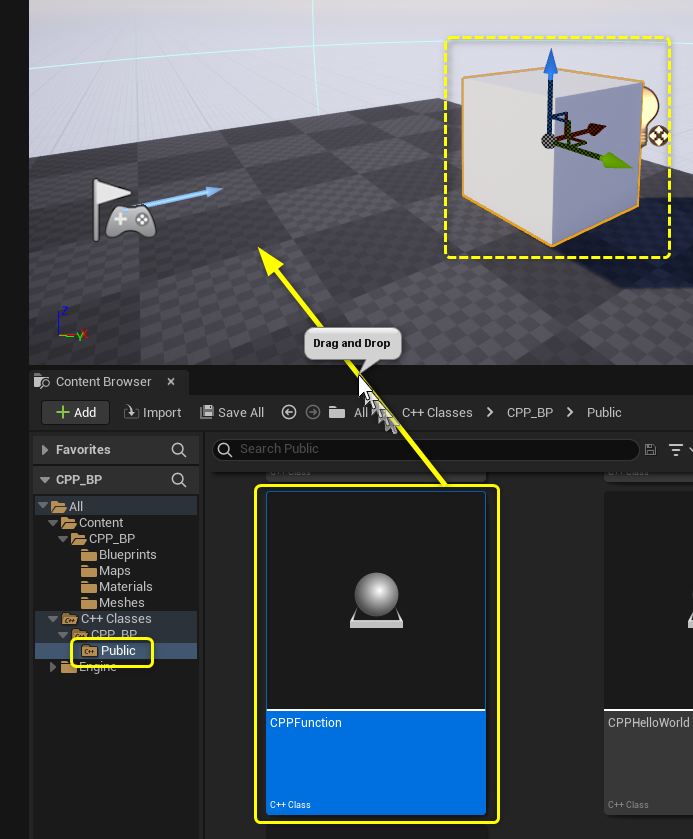 Z
Y
X
Drag and Drop
Content Browser
Add
Import
Save All
All
C++ Classes
CPP_BP
Public
Favorites
Search Public
CPP_BP
C++ Class
C++ Class
All
Content
CPP_BP
Blueprints
Maps
Materials
Meshes
C++ Classes
CPP_BP
Public
Engine
CPPFunction
CPPHelloWorld
C++ Class
C++ Class